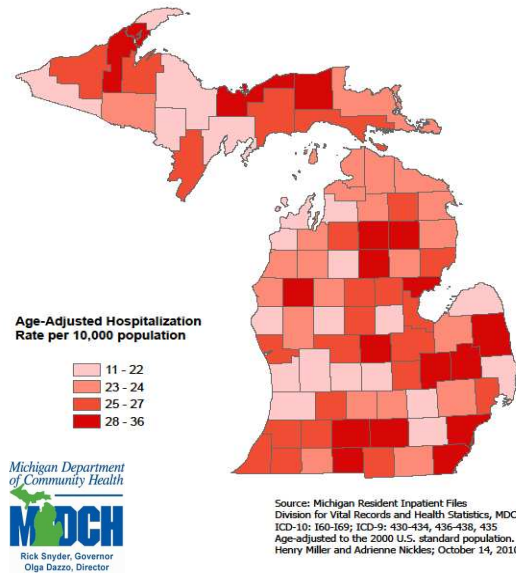 Age-Adjusted Hospitalization
Rate per 10,000 population
11 - 22
23 - 24
25 - 27
28 - 36
Michigan Department
of Community Health
MDCH
Rick Snyder, Governor
Olga Dazzo, Director
Source: Michigan Resident Inpatient Files
Division for Vital Records and Health Statistics, MDC
ICD-10: I60-I69; ICD-9: 430-434, 436-438, 435
Age-adjusted to the 2000 U.S. standard population.
Henry Miller and Adrienne Nickles; October 14, 2010